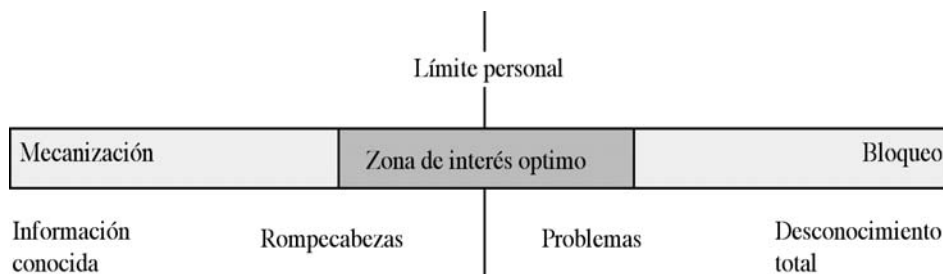 Límite personal
Mecanización
Zona de interés optimo
Bloqueo
Información
conocida
Rompecabezas
Problemas
Desconocimiento
total